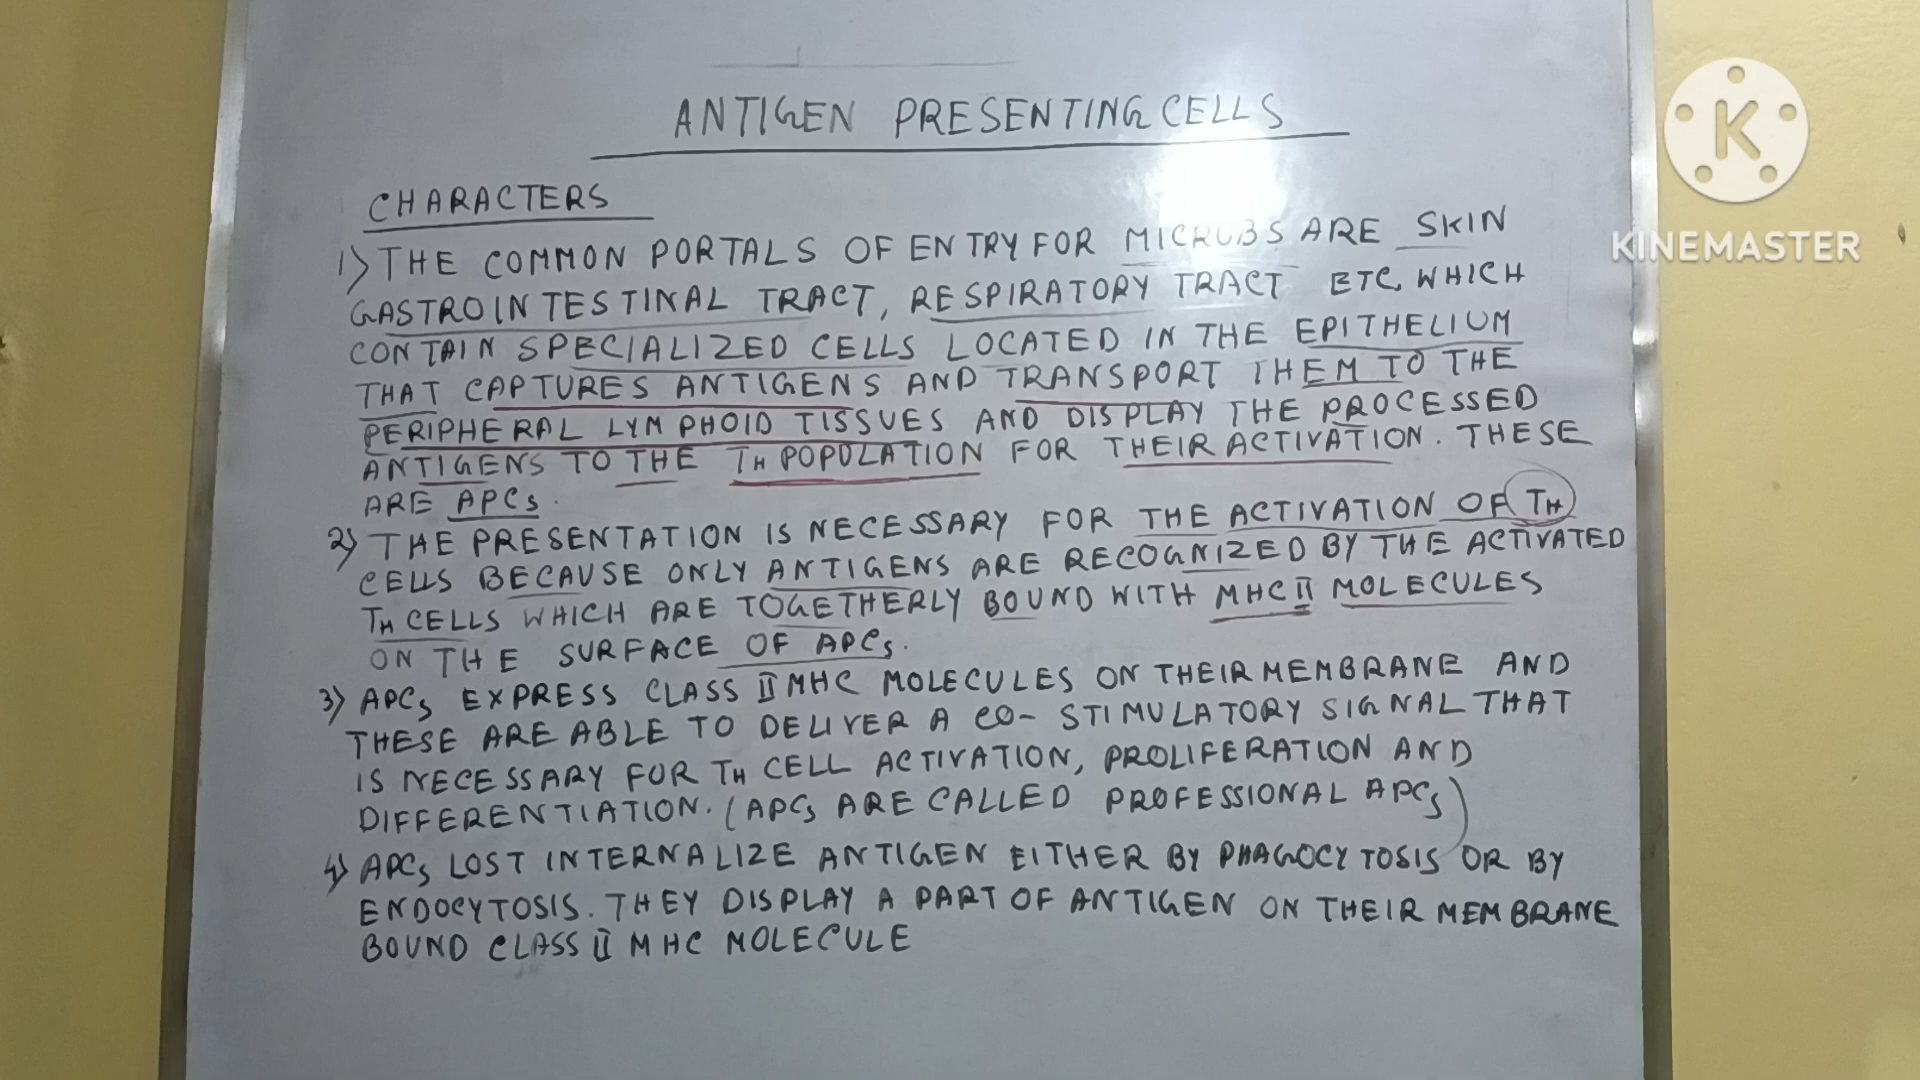 ANTIGEN PRESENTING CELLS
CHARACTERS
1) THE COMMON PORTALS OF ENTRY FOR MICROBS ARE SKIN
GASTROINTESTINAL TRACT, RESPIRATORY TRACT ETC, WHICH
CONTAIN SPECIALIZED CELLS LOCATED IN THE EPITHELIUM
THAT CAPTURES ANTIGENS AND TRANSPORT THEM TO THE
PERIPHERAL LYMPHOID TISSUES AND DISPLAY THE PROCESSED
ANTIGENS TO THE TH POPULATION FOR THEIR ACTIVATION. THESE
ARE APCs.
2) THE PRESENTATION IS NECESSARY FOR THE ACTIVATION OF TH
CELLS BECAUSE ONLY ANTIGENS ARE RECOGNIZED BY THE ACTIVATED
TH CELLS WHICH ARE TOGETHERLY BOUND WITH MHC II MOLECULES
ON THE SURFACE OF APCs.
3) APCs EXPRESS CLASS II MHC MOLECULES ON THEIR MEMBRANE AND
THESE ARE ABLE TO DELIVER A CO-STIMULATORY SIGNAL THAT
IS NECESSARY FOR TH CELL ACTIVATION, PROLIFERATION AND
DIFFERENTIATION. (APCs ARE CALLED PROFESSIONAL APCs)
4) APCs LOST INTERNALIZE ANTIGEN EITHER BY PHAGOCYTOSIS OR BY
ENDOCYTOSIS. THEY DISPLAY A PART OF ANTIGEN ON THEIR MEMBRANE
BOUND CLASS II MHC MOLECULE
K
KINEMASTER